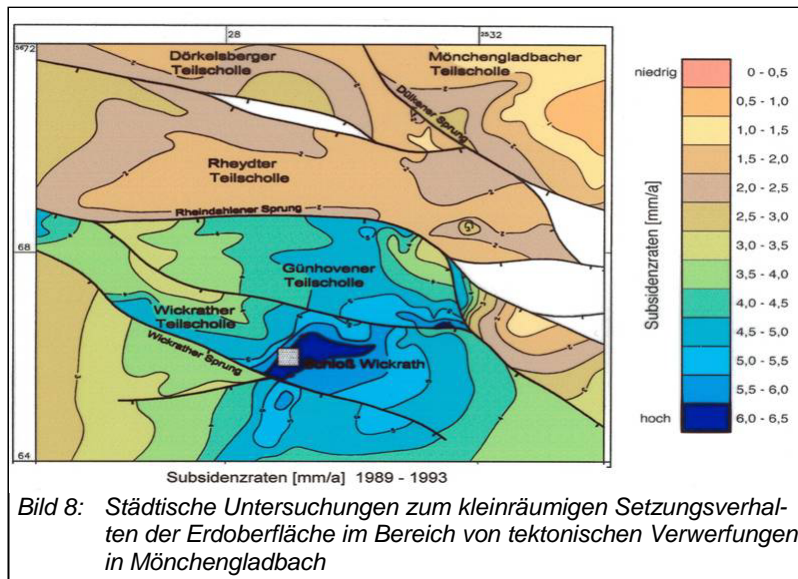 28
³⁵32
⁵⁶72
Dörkelsberger
Teilscholle
Mönchengladbacher
Teilscholle
Dülkener Sprung
Rheydter
Teilscholle
Rheindahlener Sprung
68
Günhovener
Teilscholle
Wickrather
Teilscholle
Wickrather Sprung
Schloß Wickrath
64
Subsidenzraten [mm/a] 1989 - 1993
Subsidenzraten [mm/a]
niedrig
0 - 0,5
0,5 - 1,0
1,0 - 1,5
1,5 - 2,0
2,0 - 2,5
2,5 - 3,0
3,0 - 3,5
3,5 - 4,0
4,0 - 4,5
4,5 - 5,0
5,0 - 5,5
5,5 - 6,0
hoch
6,0 - 6,5
Bild 8: Städtische Untersuchungen zum kleinräumigen Setzungsverhal-
ten der Erdoberfläche im Bereich von tektonischen Verwerfungen
in Mönchengladbach